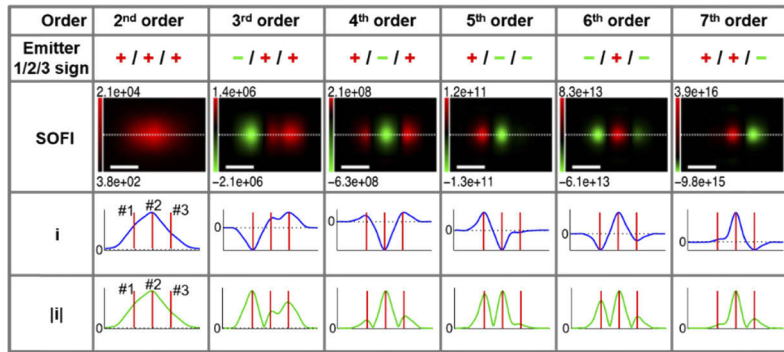 Order 2nd order 3rd order 4th order 5th order 6th order 7th order
Emitter
1/2/3 sign
+ / + / + − / + / + + / − / + + / − / − − / + / − + / + / −
2.1e+04 1.4e+06 2.1e+08 1.2e+11 8.3e+13 3.9e+16
SOFI
3.8e+02 −2.1e+06 −6.3e+08 −1.3e+11 −6.1e+13 −9.8e+15
#1 #2 #3
i
0 0 0 0 0 0
#1 #2 #3
|i|
0 0 0 0 0 0